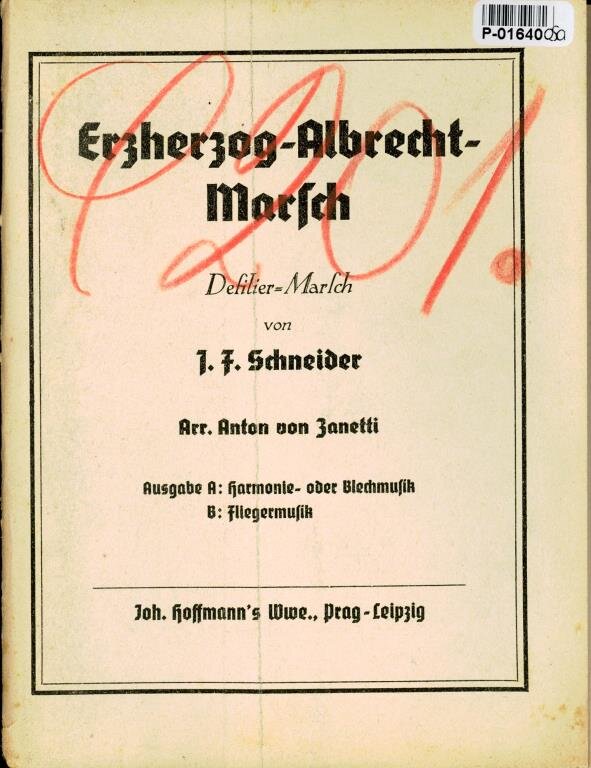 P-01640
Erzherzog-Albrecht-
Marſch
Defilier=Marſch
von
J. F. Schneider
Arr. Anton von Zanetti
Ausgabe A: Harmonie- oder Blechmuſik
B: Fliegermuſik
Joh. Hoffmann's Wwe., Prag-Leipzig